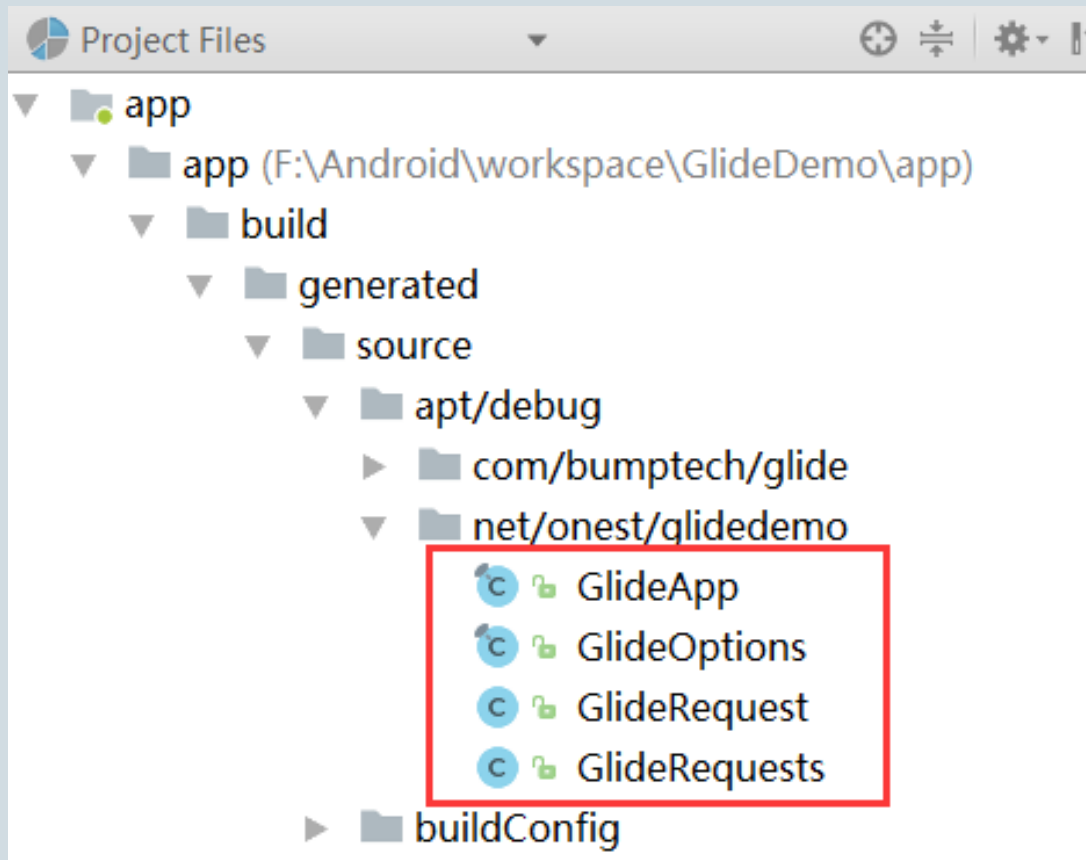 Project Files
app
app (F:\Android\workspace\GlideDemo\app)
build
generated
source
apt/debug
com/bumptech/glide
net/onest/glidedemo
C GlideApp
C GlideOptions
C GlideRequest
C GlideRequests
buildConfig